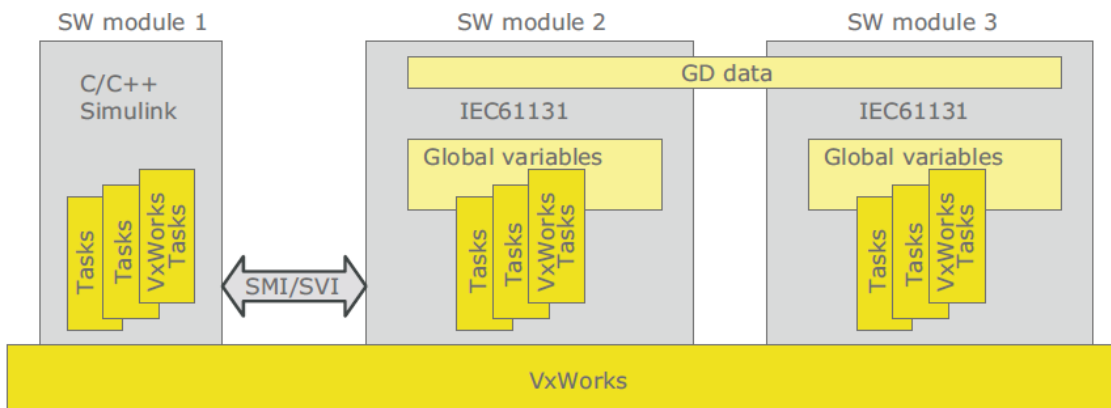 SW module 1
SW module 2
SW module 3
C/C++
Simulink
GD data
IEC61131
IEC61131
Global variables
Global variables
Tasks
Tasks
VxWorks
Tasks
SMI/SVI
Tasks
Tasks
VxWorks
Tasks
Tasks
Tasks
VxWorks
Tasks
VxWorks